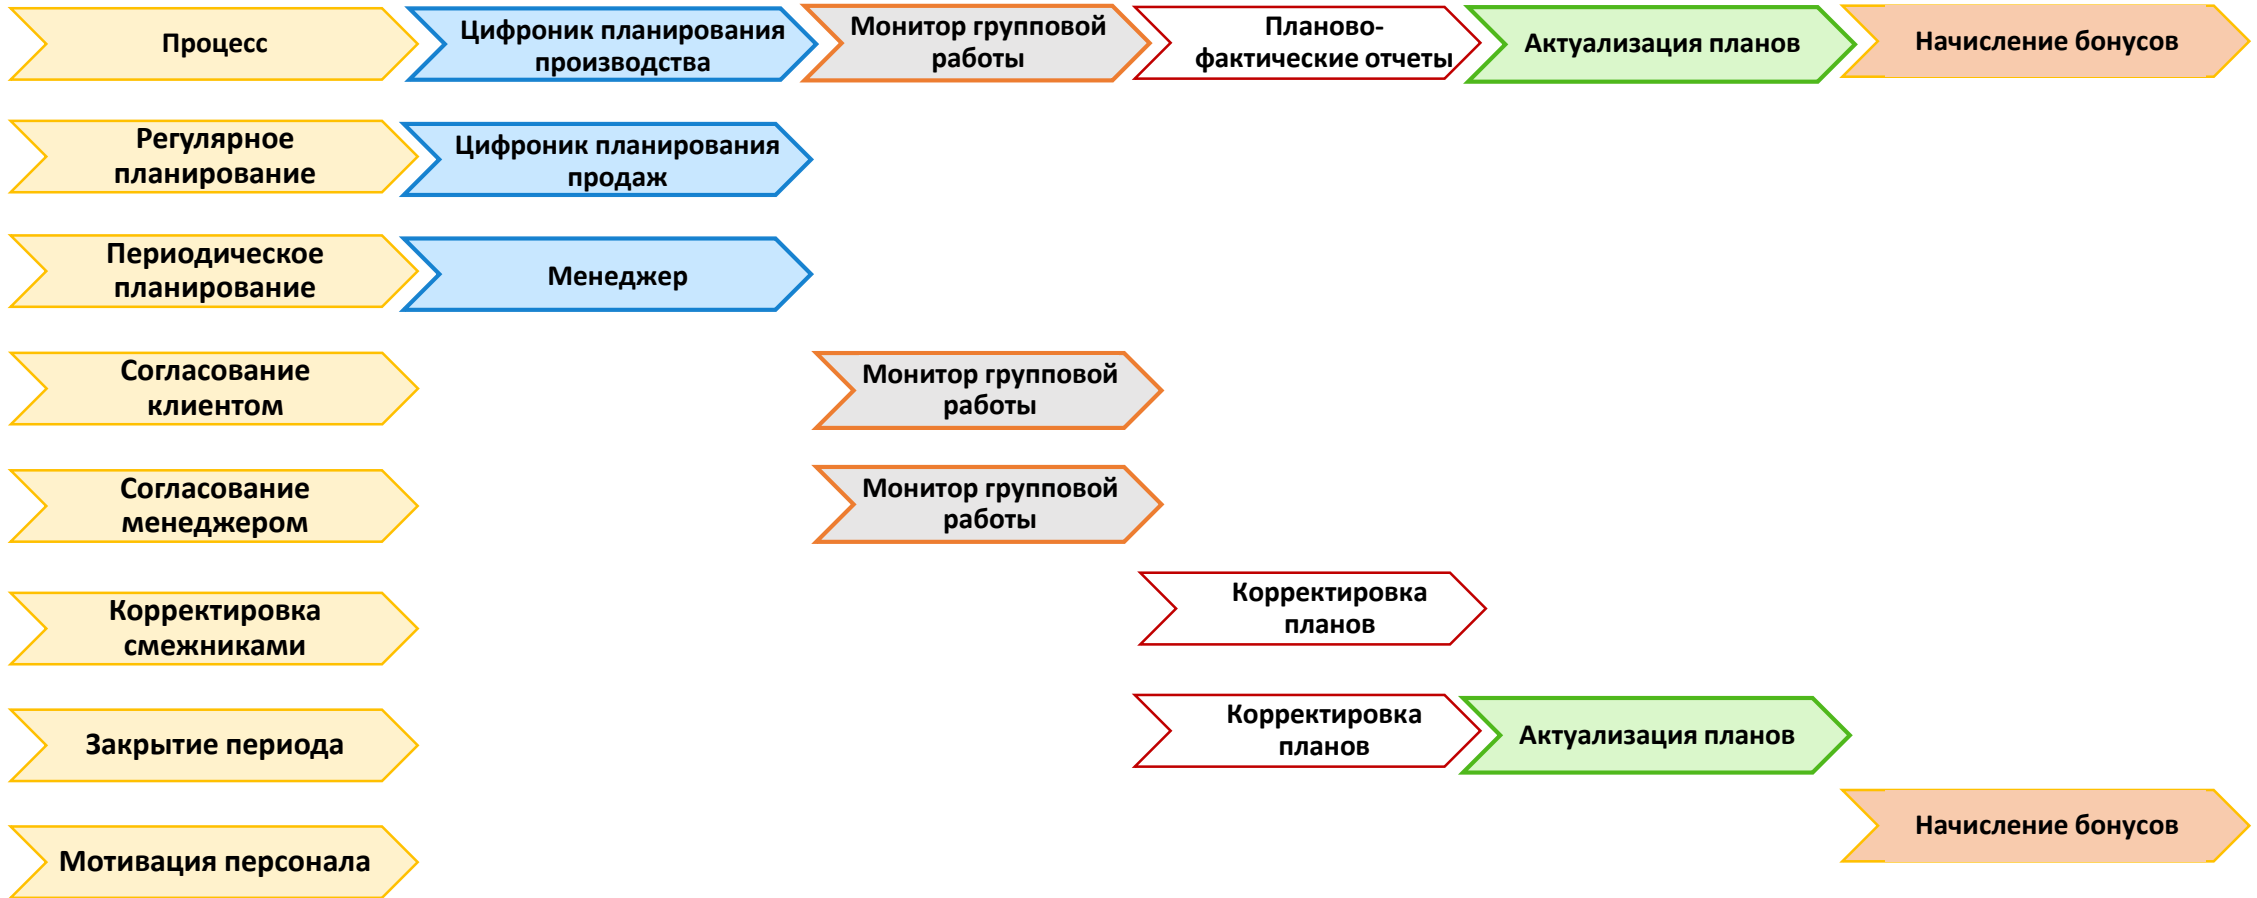 Процесс
Цифроник планирования
производства
Монитор групповой
работы
Планово-
фактические отчеты
Актуализация планов
Начисление бонусов
Регулярное
планирование
Цифроник планирования
продаж
Периодическое
планирование
Менеджер
Согласование
клиентом
Монитор групповой
работы
Согласование
менеджером
Монитор групповой
работы
Корректировка
смежниками
Корректировка
планов
Закрытие периода
Корректировка
планов
Актуализация планов
Мотивация персонала
Начисление бонусов